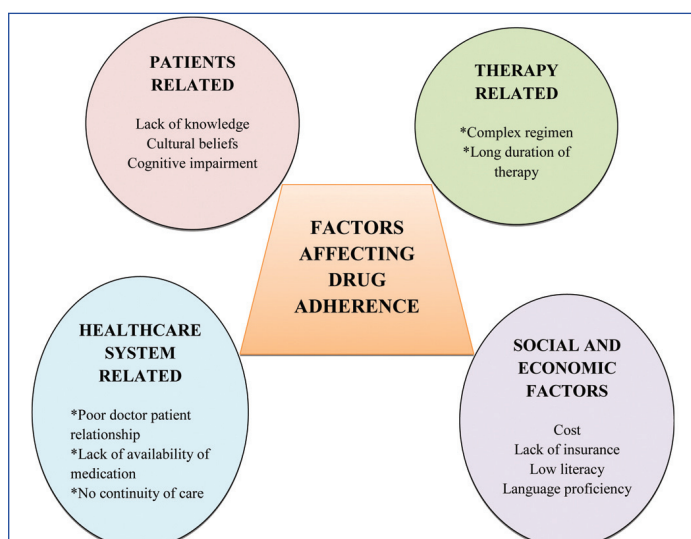 PATIENTS
RELATED
Lack of knowledge
Cultural beliefs
Cognitive impairment
THERAPY
RELATED
*Complex regimen
*Long duration of
therapy
FACTORS
AFFECTING
DRUG
ADHERENCE
HEALTHCARE
SYSTEM
RELATED
*Poor doctor patient
relationship
*Lack of availability of
medication
*No continuity of care
SOCIAL AND
ECONOMIC
FACTORS
Cost
Lack of insurance
Low literacy
Language proficiency